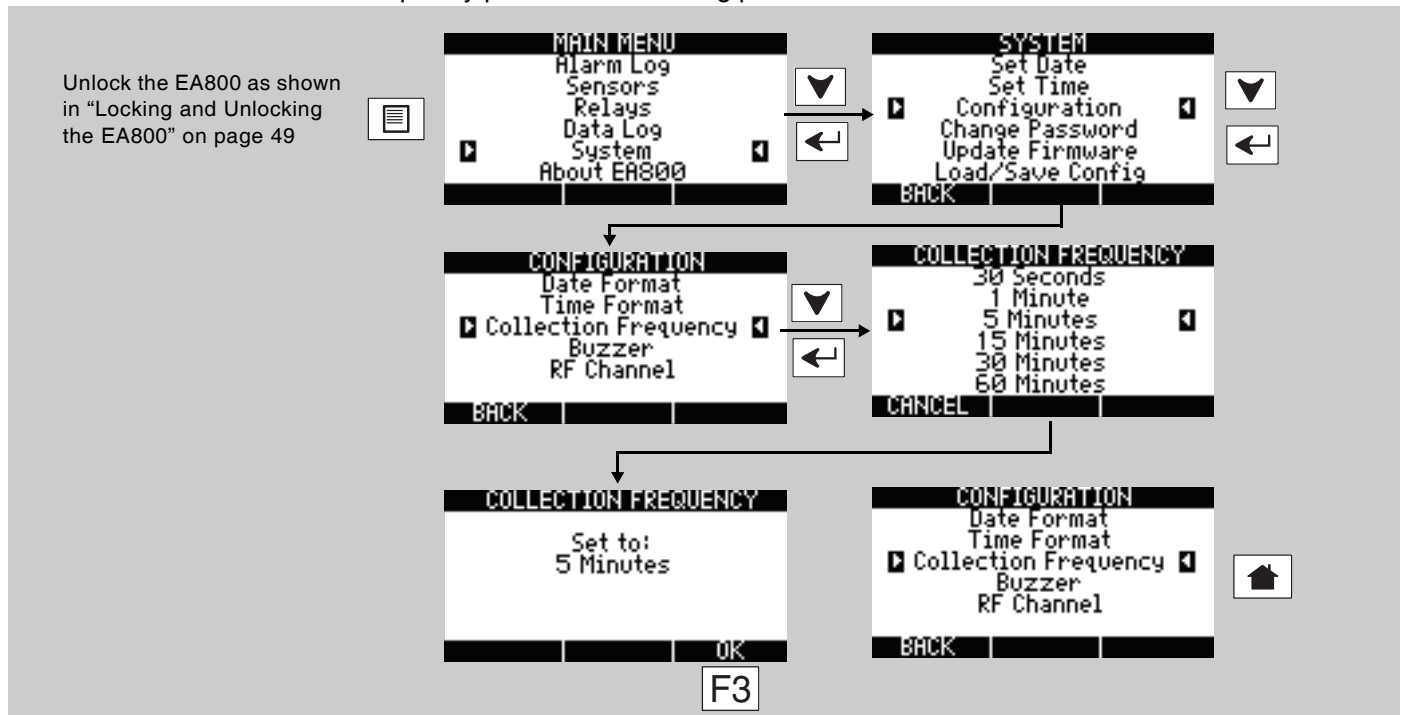 Unlock the EA800 as shown
in “Locking and Unlocking
the EA800” on page 49
MAIN MENU
Alarm Log
Sensors
Relays
Data Log
System
About EA800
SYSTEM
Set Date
Set Time
Configuration
Change Password
Update Firmware
Load/Save Config
BACK
CONFIGURATION
Date Format
Time Format
Collection Frequency
Buzzer
RF Channel
BACK
COLLECTION FREQUENCY
30 Seconds
1 Minute
5 Minutes
15 Minutes
30 Minutes
60 Minutes
CANCEL
COLLECTION FREQUENCY
Set to:
5 Minutes
OK
F3
CONFIGURATION
Date Format
Time Format
Collection Frequency
Buzzer
RF Channel
BACK